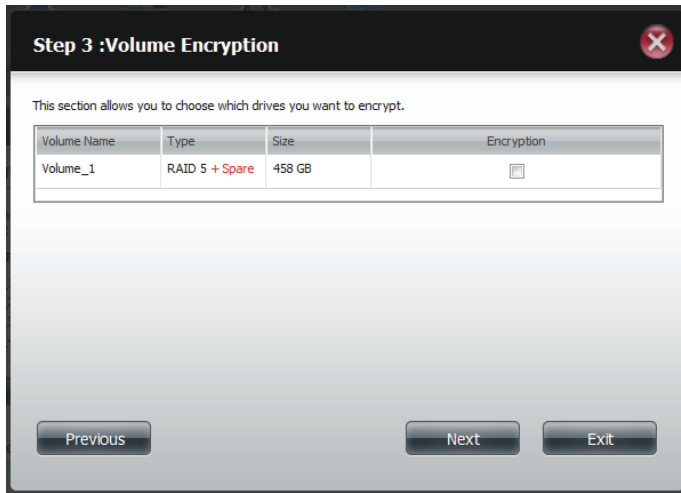 Step 3 :Volume Encryption
This section allows you to choose which drives you want to encrypt.
Volume Name Type Size Encryption
Volume_1 RAID 5 + Spare 458 GB
Previous Next Exit